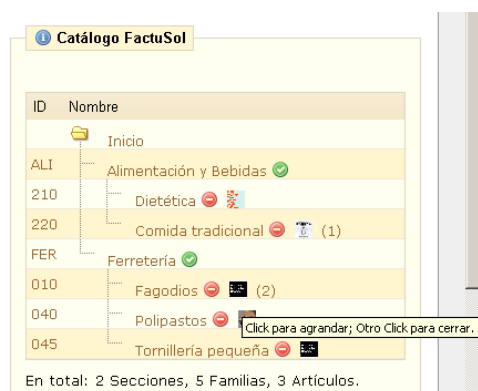 Catálogo FactuSol
ID Nombre
Inicio
ALI Alimentación y Bebidas
210 Dietética
220 Comida tradicional (1)
FER Ferretería
010 Fagodios (2)
040 Polipastos
Click para agrandar; Otro Click para cerrar.
045 Tornillería pequeña
En total: 2 Secciones, 5 Familias, 3 Artículos.